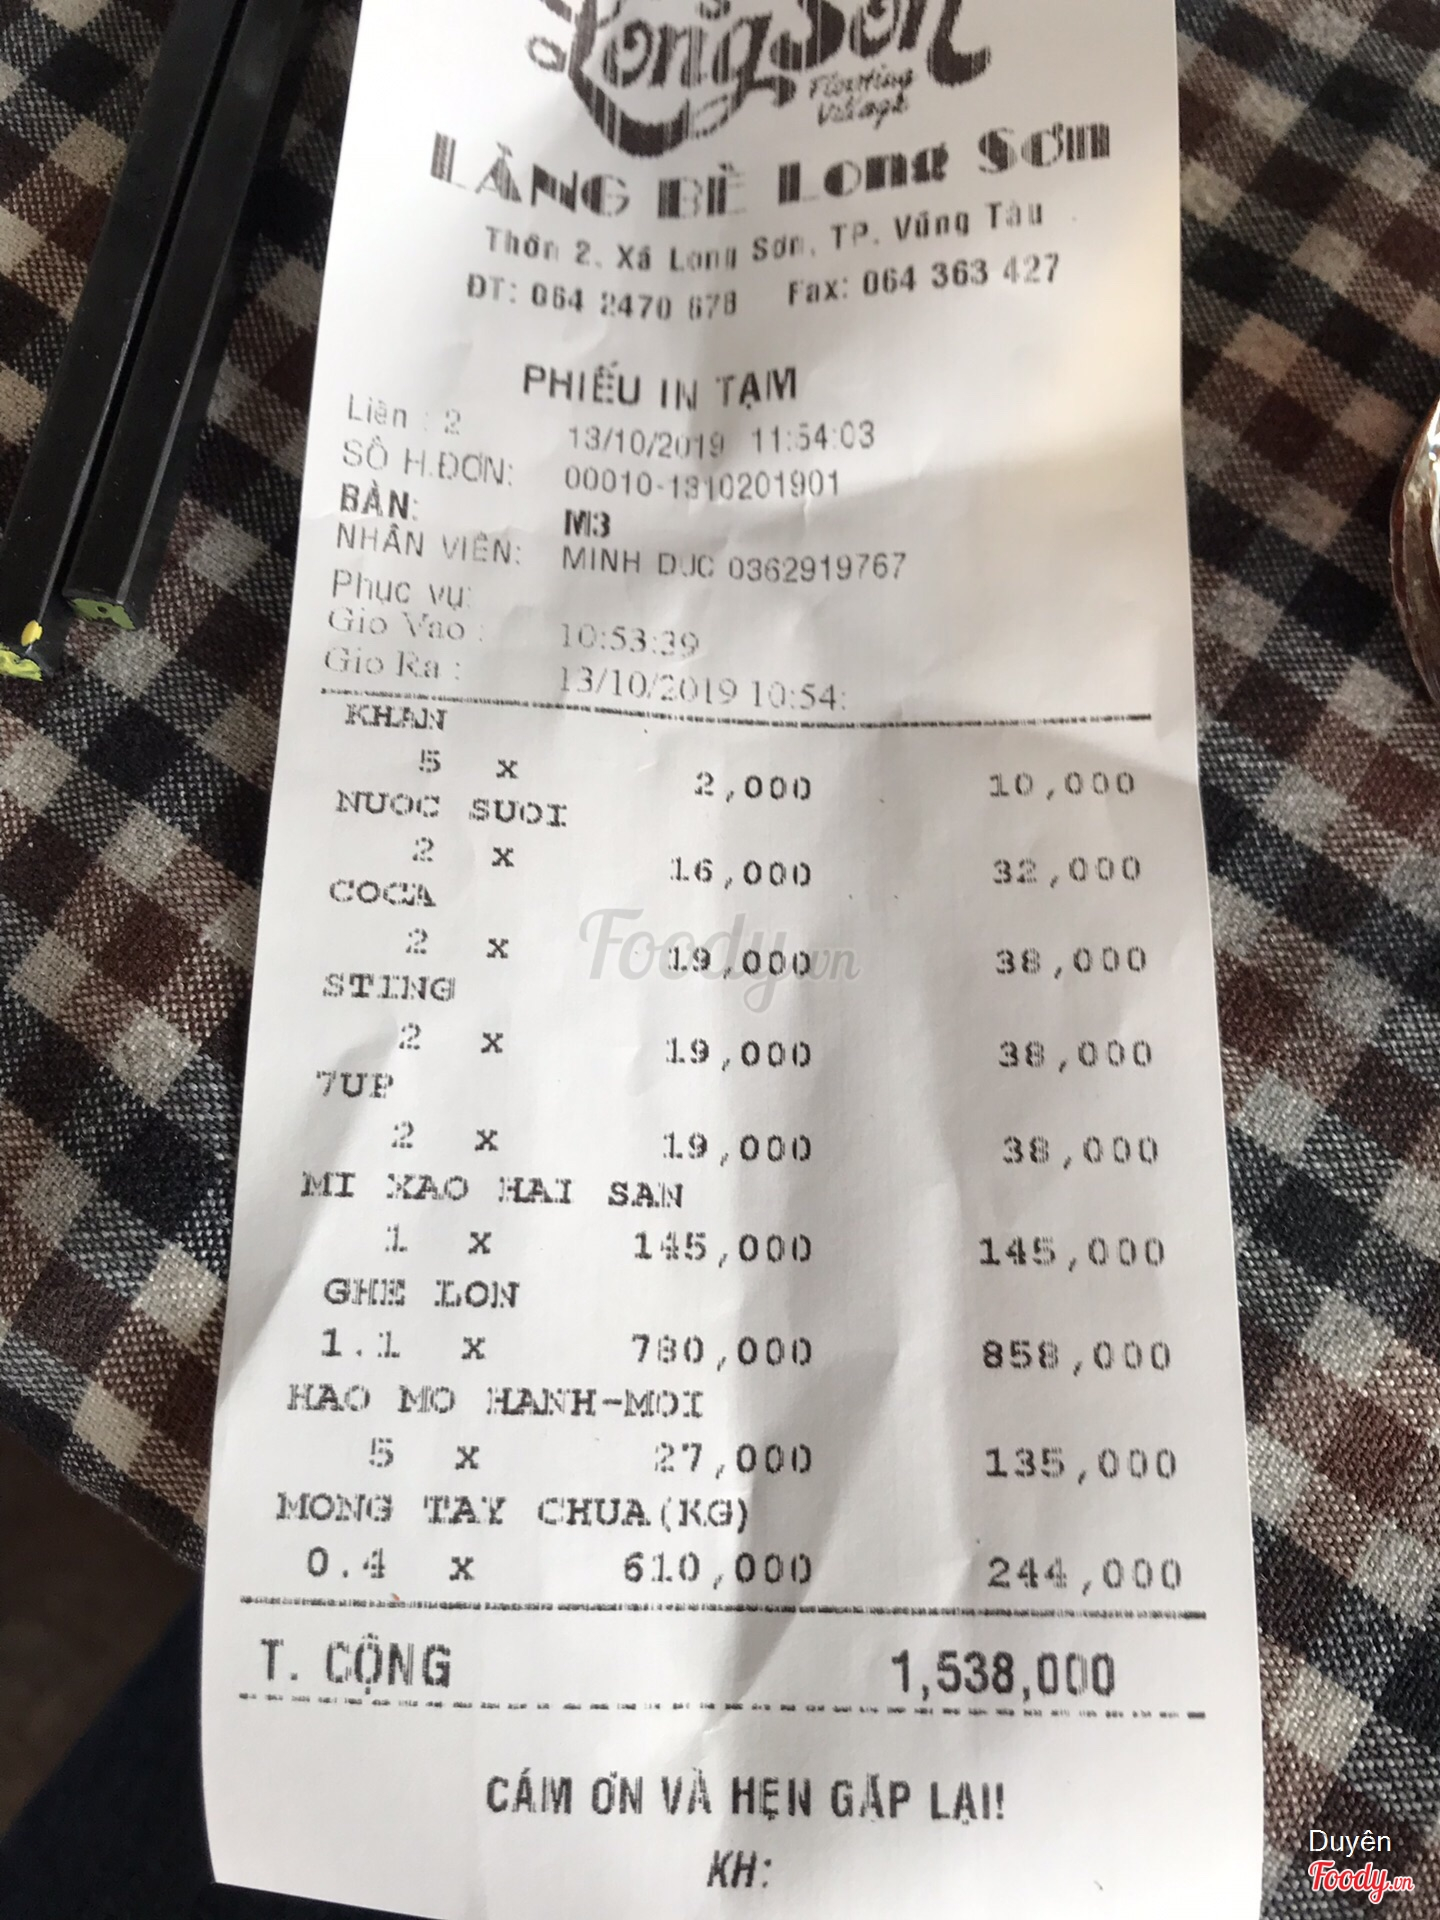 Long Sơn
Floating
Village
LÀNG BÈ Long Sơn
Thôn 2, Xã Long Sơn, TP. Vũng Tàu
ĐT: 064 2470 678 Fax: 064 363 427
PHIẾU IN TẠM
Liên : 2 13/10/2019 11:54:03
SỐ H.ĐƠN: 00010-1310201901
BÀN: M3
NHÂN VIÊN: MINH DUC 0362919767
Phục vụ:
Gio Vao : 10:53:39
Gio Ra : 13/10/2019 10:54:
KHAN
5 x 2,000 10,000
NUOC SUOI
2 x 16,000 32,000
COCA
2 x 19,000 38,000
STING
2 x 19,000 38,000
7UP
2 x 19,000 38,000
MI XAO HAI SAN
1 x 145,000 145,000
GHE LON
1.1 x 780,000 858,000
HAO MO HANH-MOI
5 x 27,000 135,000
MONG TAY CHUA(KG)
0.4 x 610,000 244,000
T. CỘNG 1,538,000
CÁM ƠN VÀ HẸN GẶP LẠI!
KH:
Foody.vn
Duyên
Foody.vn